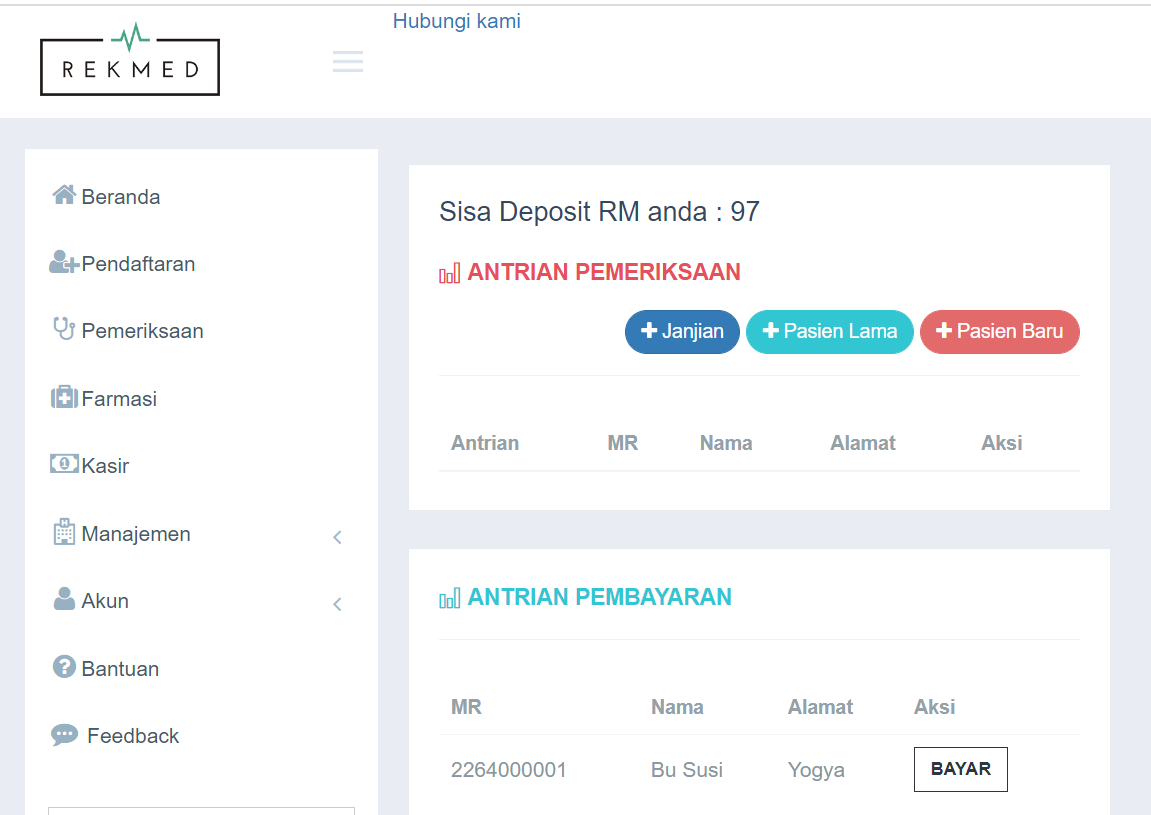 Hubungi kami
REKMED
Beranda
Pendaftaran
Pemeriksaan
Farmasi
Kasir
Manajemen
Akun
Bantuan
Feedback
Sisa Deposit RM anda : 97
ANTRIAN PEMERIKSAAN
Janjian Pasien Lama Pasien Baru
Antrian MR Nama Alamat Aksi
ANTRIAN PEMBAYARAN
MR Nama Alamat Aksi
2264000001 Bu Susi Yogya BAYAR